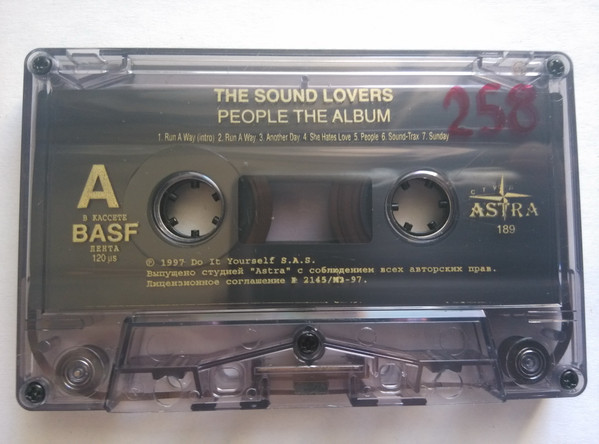 THE SOUND LOVERS
PEOPLE THE ALBUM
258
1. Run A Way (intro) 2. Run A Way 3. Another Day 4 She Hates Love 5. People 6. Sound-Trax 7. Sunday
A
В КАССЕТЕ
BASF
ЛЕНТА
120 µs
ASTRA
189
℗ 1997 Do It Yourself S.A.S.
Выпущено студией "Astra" с соблюдением всех авторских прав.
Лицензионное соглашение № 2145/МЭ-97.